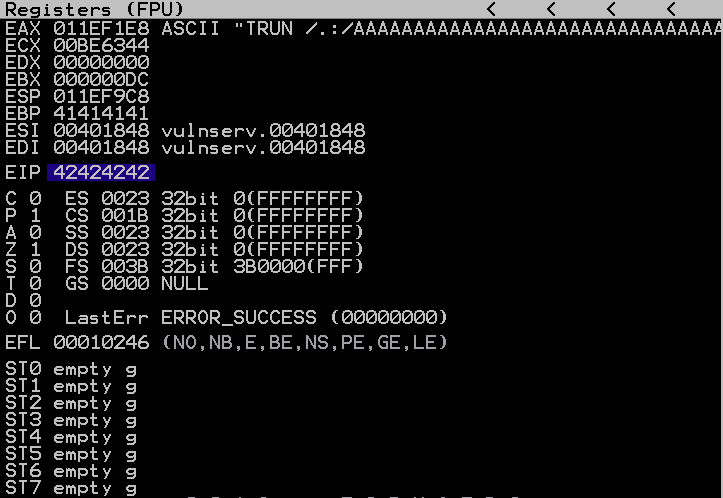 Registers (FPU) < < < <
EAX 011EF1E8 ASCII "TRUN /.:/AAAAAAAAAAAAAAAAAAAAAAAAAAAAAAA
ECX 00BE6344
EDX 00000000
EBX 000000DC
ESP 011EF9C8
EBP 41414141
ESI 00401848 vulnserv.00401848
EDI 00401848 vulnserv.00401848
EIP 42424242
C 0 ES 0023 32bit 0(FFFFFFFF)
P 1 CS 001B 32bit 0(FFFFFFFF)
A 0 SS 0023 32bit 0(FFFFFFFF)
Z 1 DS 0023 32bit 0(FFFFFFFF)
S 0 FS 003B 32bit 3B0000(FFF)
T 0 GS 0000 NULL
D 0
O 0 LastErr ERROR_SUCCESS (00000000)
EFL 00010246 (NO,NB,E,BE,NS,PE,GE,LE)
ST0 empty g
ST1 empty g
ST2 empty g
ST3 empty g
ST4 empty g
ST5 empty g
ST6 empty g
ST7 empty g